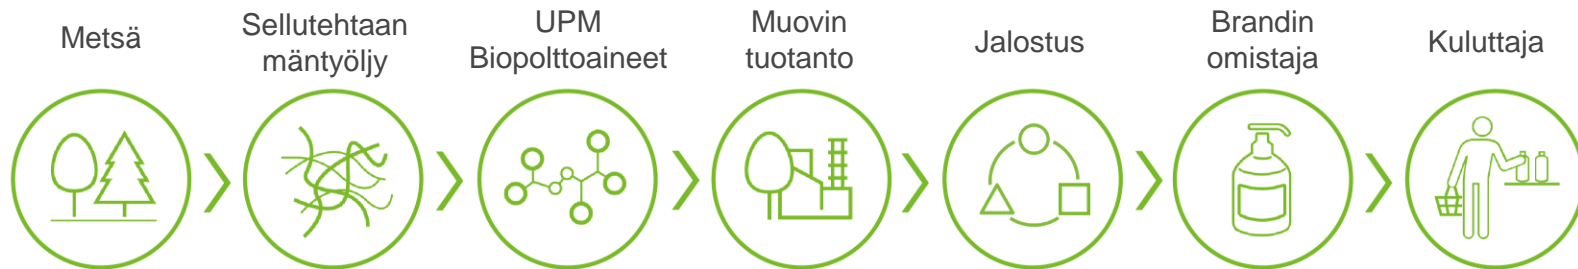 Metsä
Sellutehtaan
mäntyöljy
UPM
Biopolttoaineet
Muovin
tuotanto
Jalostus
Brandin
omistaja
Kuluttaja